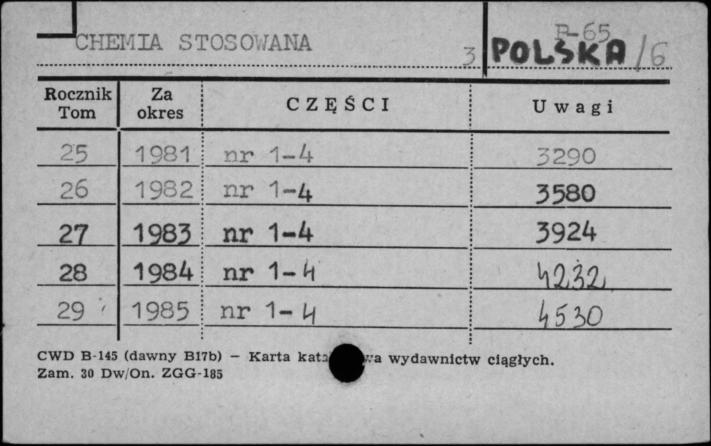 P-65
CHEMIA STOSOWANA 3 POLSKA/6
Rocznik Tom Za okres CZĘŚCI Uwagi
25 1981 nr 1-4 3290
26 1982 nr 1-4 3580
27 1983 nr 1-4 3924
28 1984 nr 1-4 4232
29 1985 nr 1-4 4530
CWD B-145 (dawny B17b) — Karta wydawnictw ciągłych.
Zam. 30 Dw/On. ZGG-185